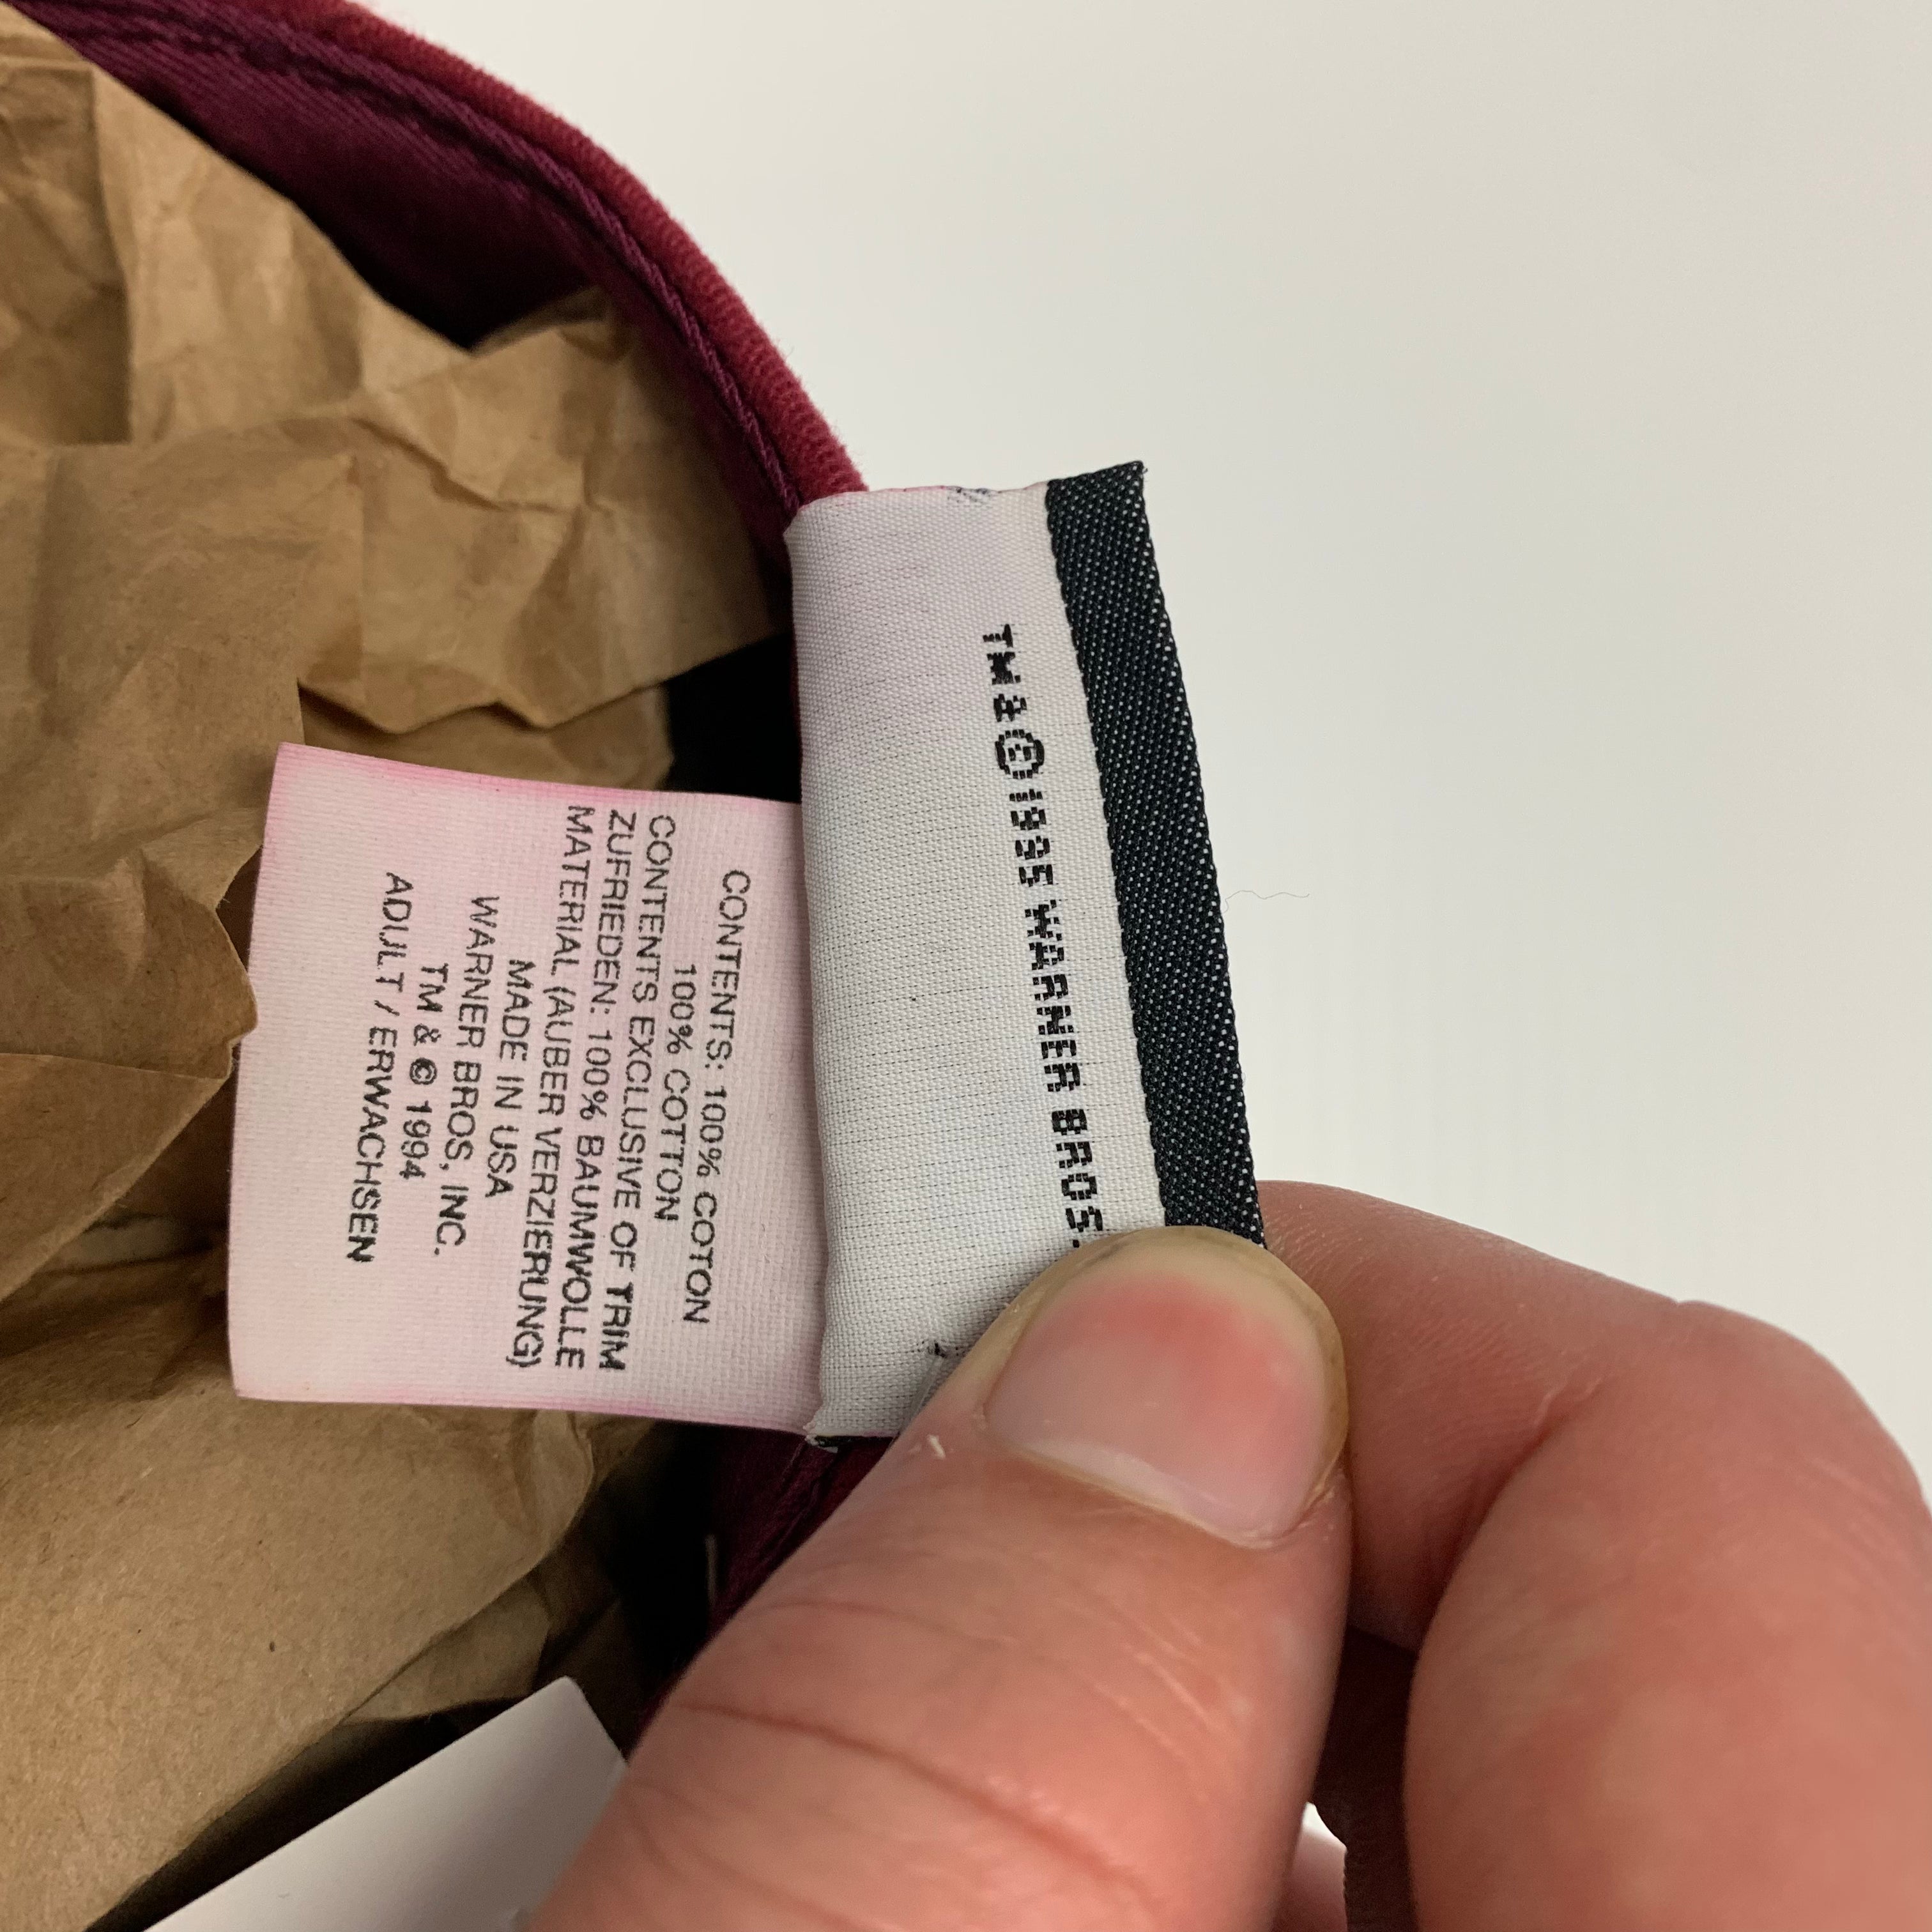 TM & © 1995 WARNER BROS.
CONTENTS: 100% COTON
100% COTTON
CONTENTS EXCLUSIVE OF TRIM
ZUFRIEDEN: 100% BAUMWOLLE
MATERIAL (AUBER VERZIERUNG)
MADE IN USA
WARNER BROS, INC.
TM & © 1994
ADULT / ERWACHSEN